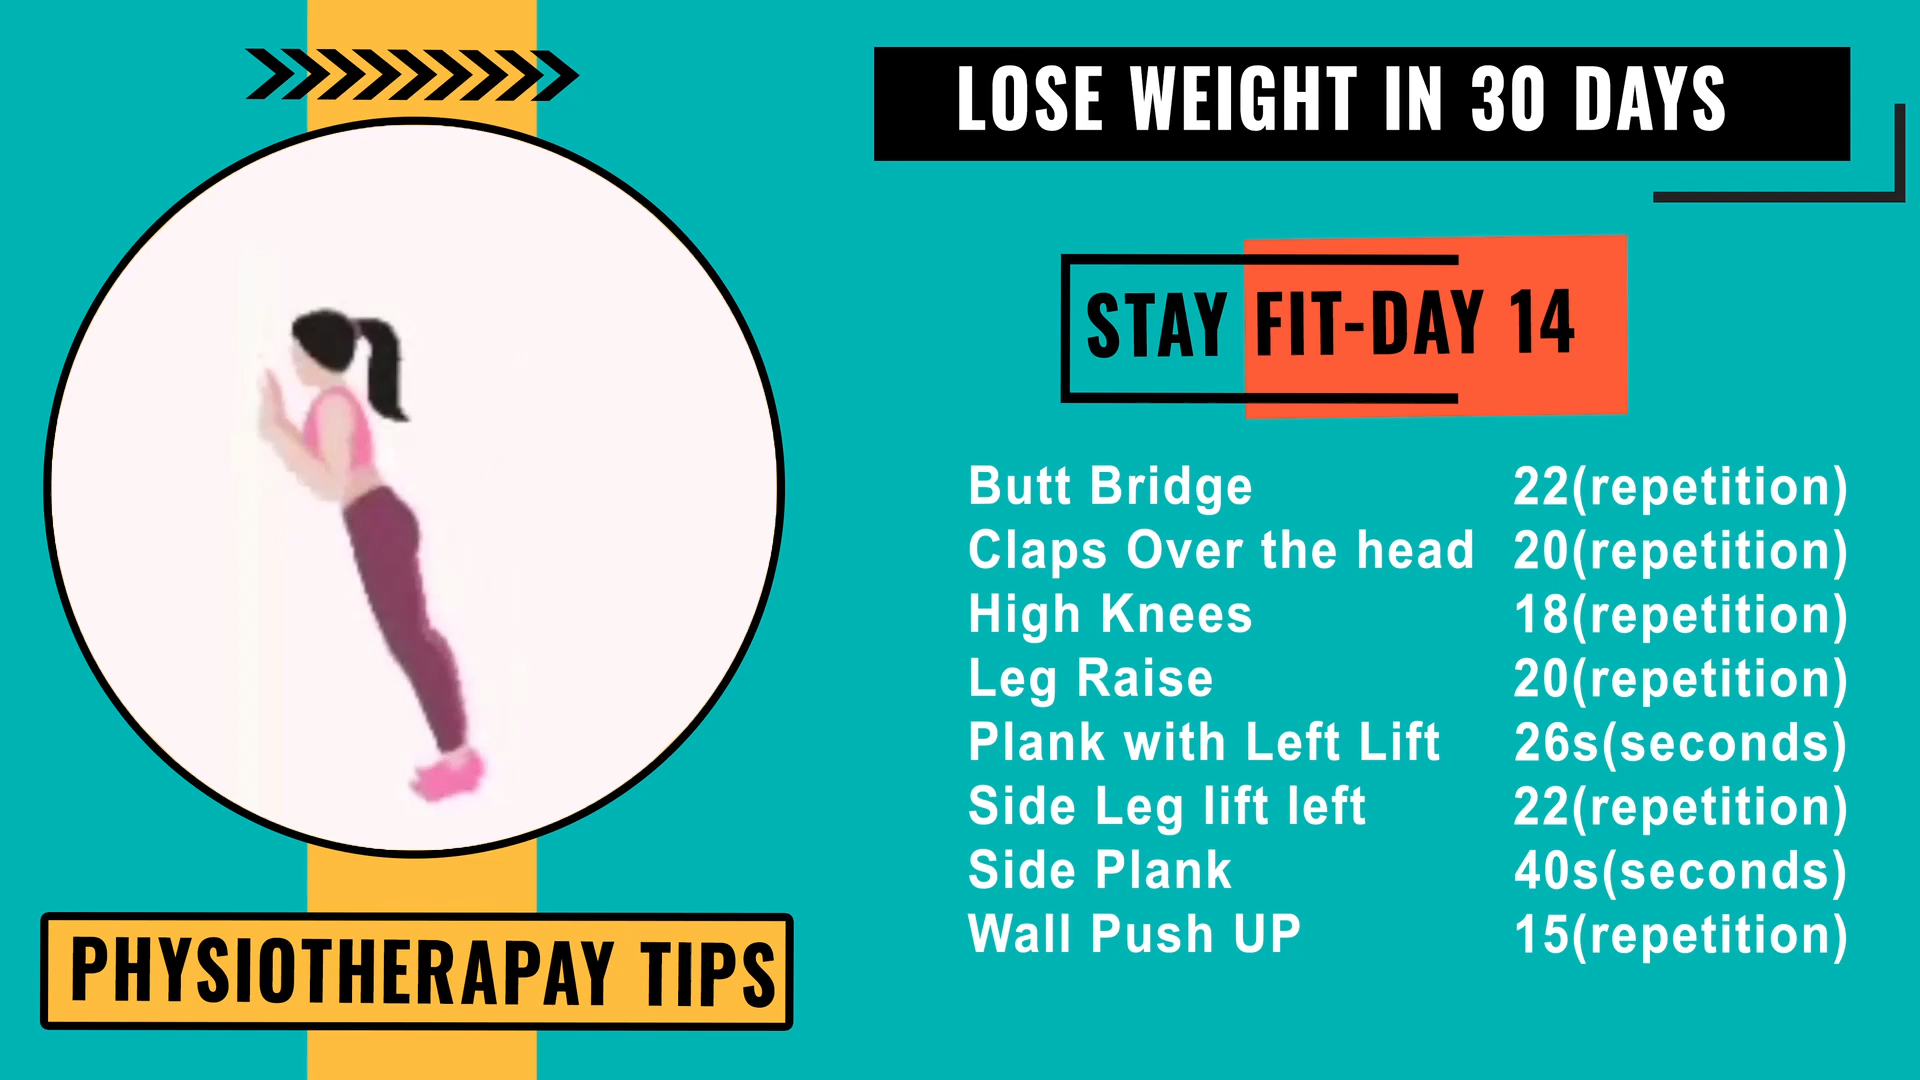 LOSE WEIGHT IN 30 DAYS
STAY FIT-DAY 14
Butt Bridge 22(repetition)
Claps Over the head 20(repetition)
High Knees 18(repetition)
Leg Raise 20(repetition)
Plank with Left Lift 26s(seconds)
Side Leg lift left 22(repetition)
Side Plank 40s(seconds)
Wall Push UP 15(repetition)
PHYSIOTHERAPAY TIPS